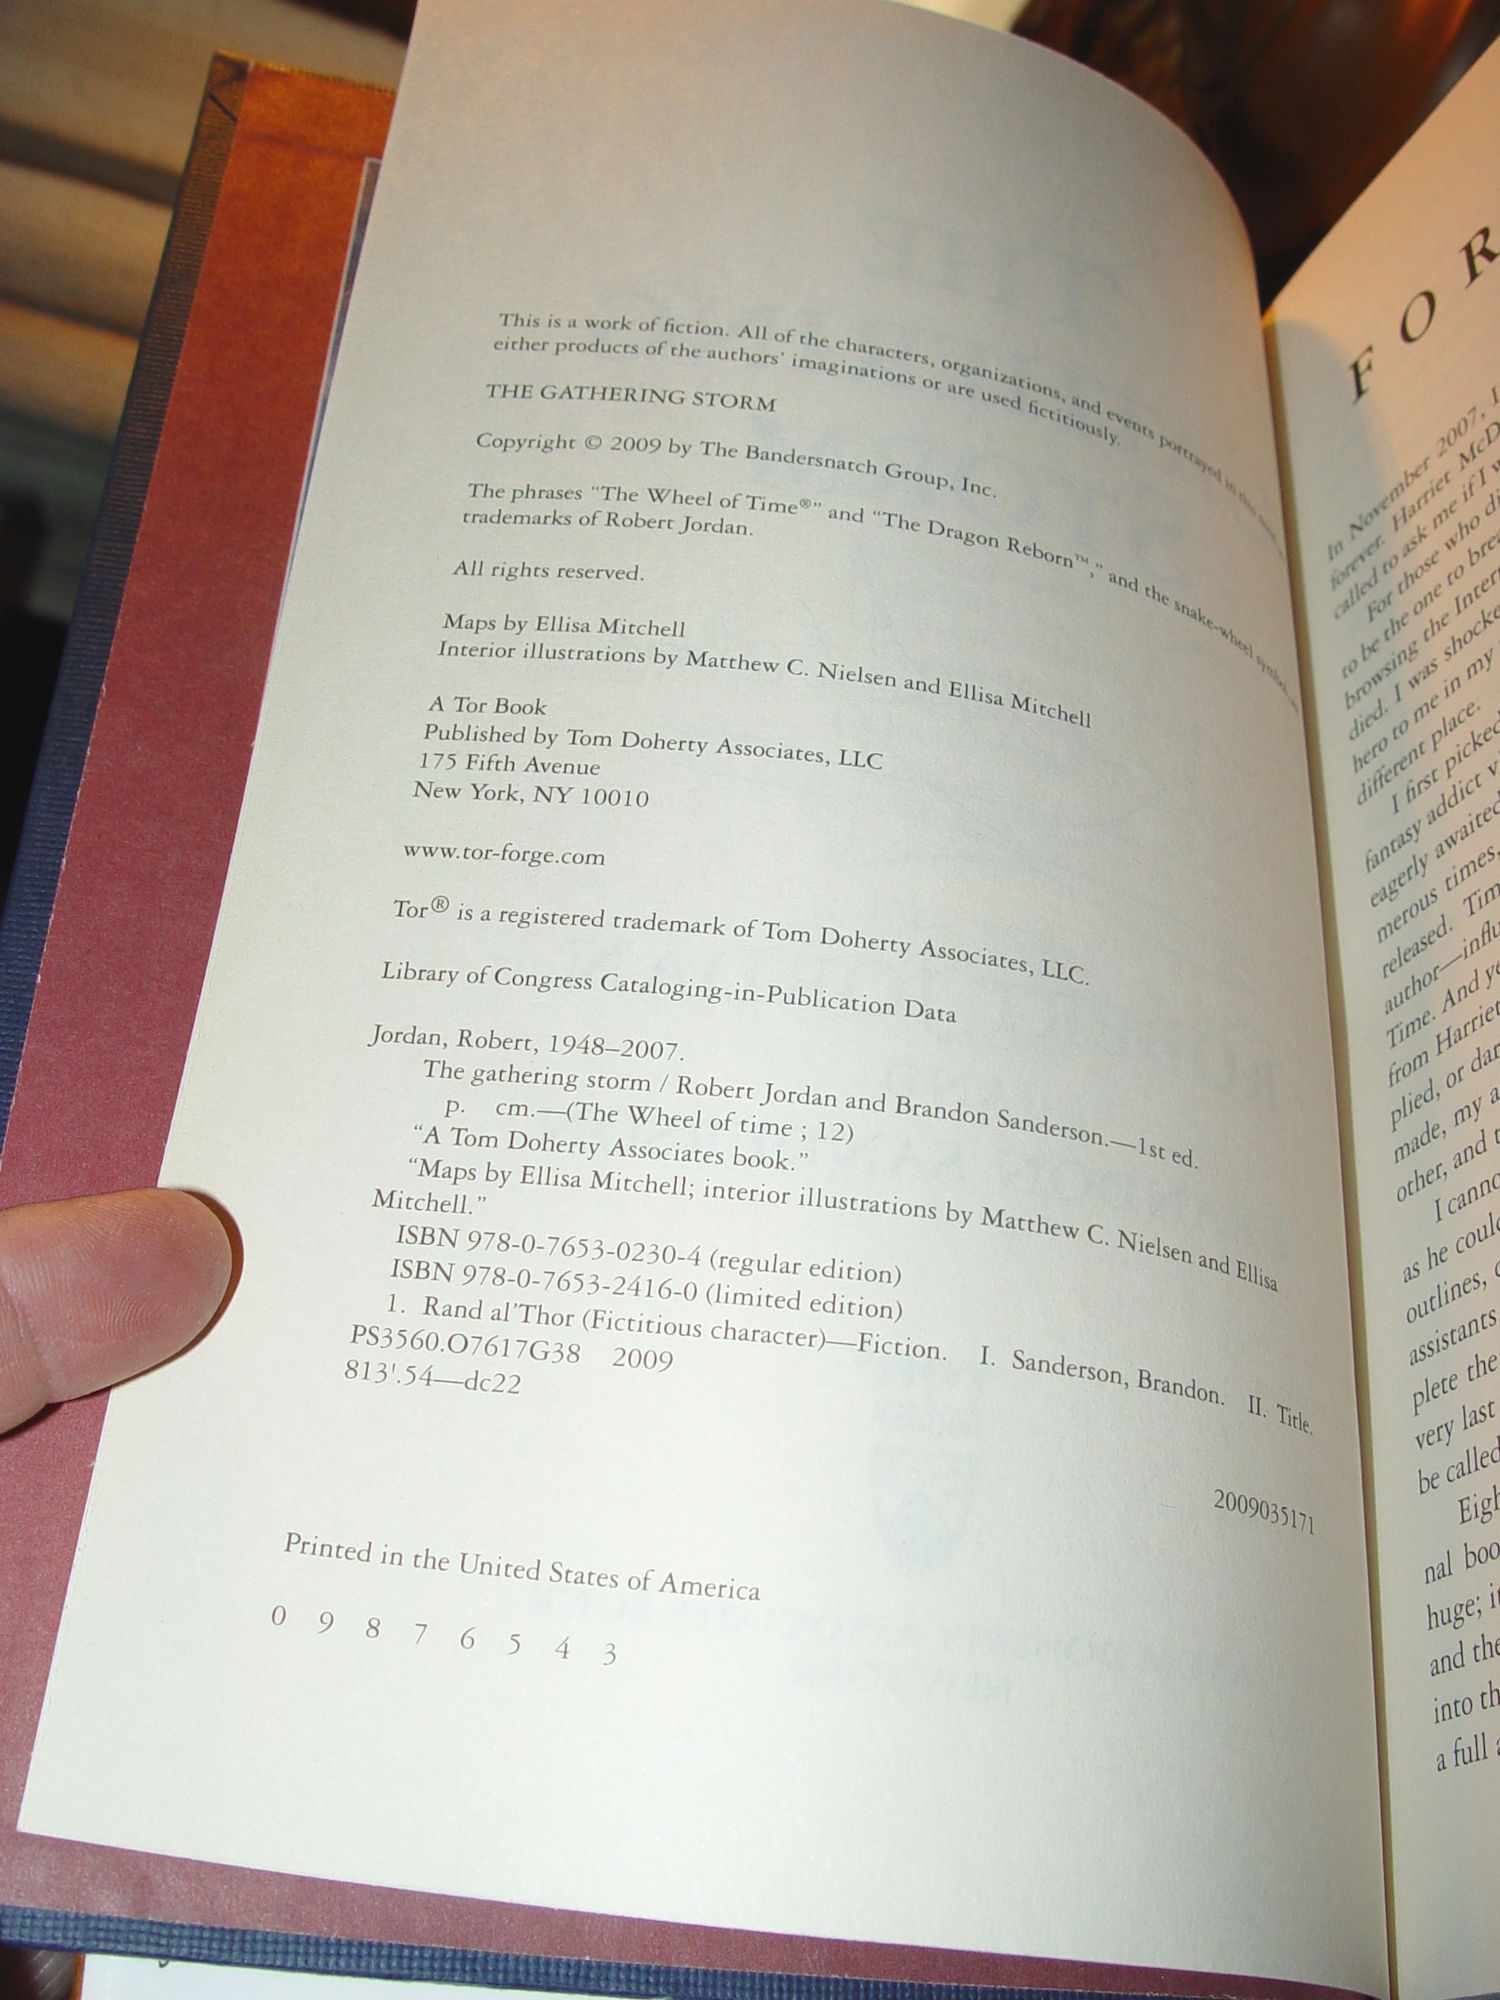 This is a work of fiction. All of the characters, organizations, and events portrayed in this
either products of the authors' imaginations or are used fictitiously.
THE GATHERING STORM
Copyright © 2009 by The Bandersnatch Group, Inc.
The phrases “The Wheel of Time®” and “The Dragon Reborn™,” and the snake-wheel symbol
trademarks of Robert Jordan.
All rights reserved.
Maps by Ellisa Mitchell
Interior illustrations by Matthew C. Nielsen and Ellisa Mitchell
A Tor Book
Published by Tom Doherty Associates, LLC
175 Fifth Avenue
New York, NY 10010
www.tor-forge.com
Tor® is a registered trademark of Tom Doherty Associates, LLC.
Library of Congress Cataloging-in-Publication Data
Jordan, Robert, 1948–2007.
The gathering storm / Robert Jordan and Brandon Sanderson.—1st ed.
p. cm.—(The Wheel of time ; 12)
“A Tom Doherty Associates book.”
“Maps by Ellisa Mitchell; interior illustrations by Matthew C. Nielsen and Ellisa
Mitchell.”
ISBN 978-0-7653-0230-4 (regular edition)
ISBN 978-0-7653-2416-0 (limited edition)
1. Rand al'Thor (Fictitious character)—Fiction. I. Sanderson, Brandon. II. Title.
PS3560.O7617G38 2009
813'.54—dc22
2009035171
Printed in the United States of America
0 9 8 7 6 5 4 3
F O R
In November 2007, I
forever. Harriet McD
called to ask me if I w
For those who di
to be the one to brea
browsing the Intern
died. I was shocke
hero to me in my
different place.
I first picked
fantasy addict v
eagerly awaited
merous times,
released. Tim
author—influ
Time. And ye
from Harriet
plied, or dar
made, my a
other, and t
I canno
as he could
outlines, c
assistants
plete the
very last
be called
Eigh
nal boo
huge; it
and the
into th
a full a